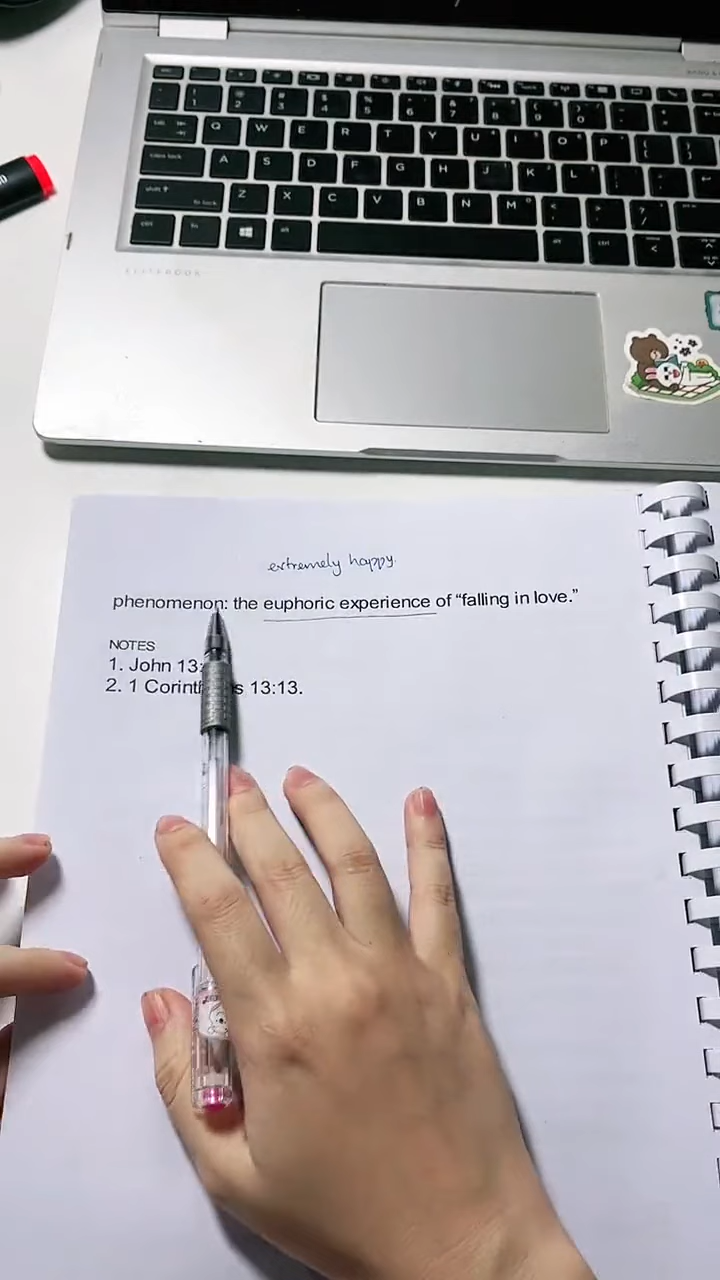 Q W E R T Y U I O P
A S D F G H J K L
Z X C V B N M
ELITEBOOK
extremely happy.
phenomenon: the euphoric experience of “falling in love.”
NOTES
1. John 13:
2. 1 Corinth s 13:13.